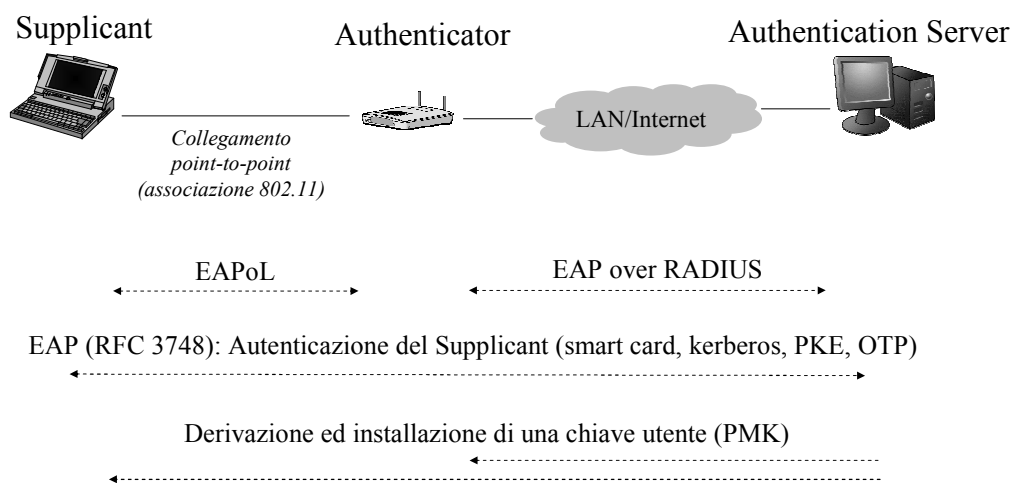 Supplicant
Authenticator
Authentication Server
LAN/Internet
Collegamento
point-to-point
(associazione 802.11)
EAPoL
EAP over RADIUS
EAP (RFC 3748): Autenticazione del Supplicant (smart card, kerberos, PKE, OTP)
Derivazione ed installazione di una chiave utente (PMK)